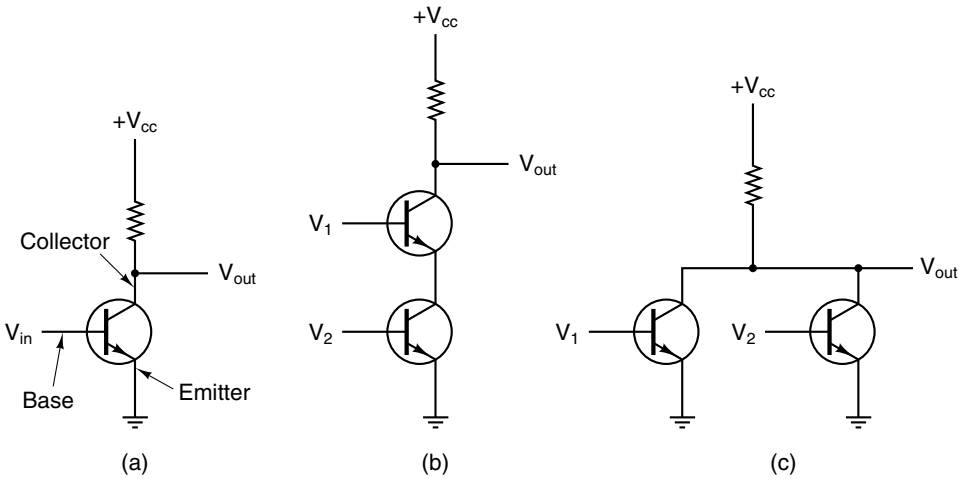 +Vcc
Collector
Vout
Vin
Base
Emitter
(a)
+Vcc
Vout
V1
V2
(b)
+Vcc
Vout
V1
V2
(c)